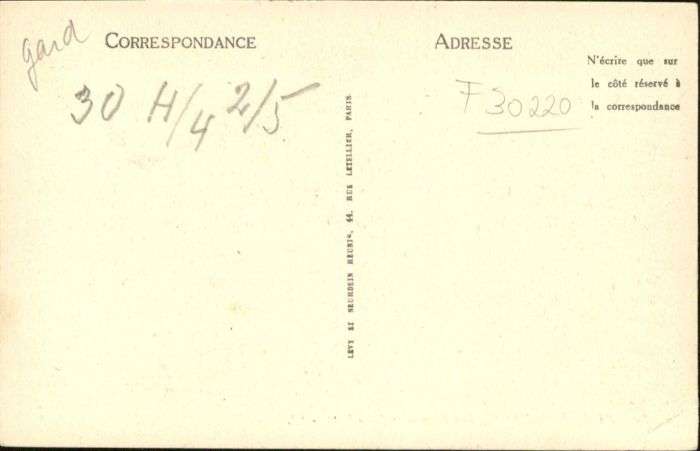 gard
CORRESPONDANCE
30 H/4 2/5
LEVY ET NEURDEIN REUNIS, 44, RUE LETELLIER, PARIS
ADRESSE
F 30220
N'écrire que sur
le côté réservé à
la correspondance